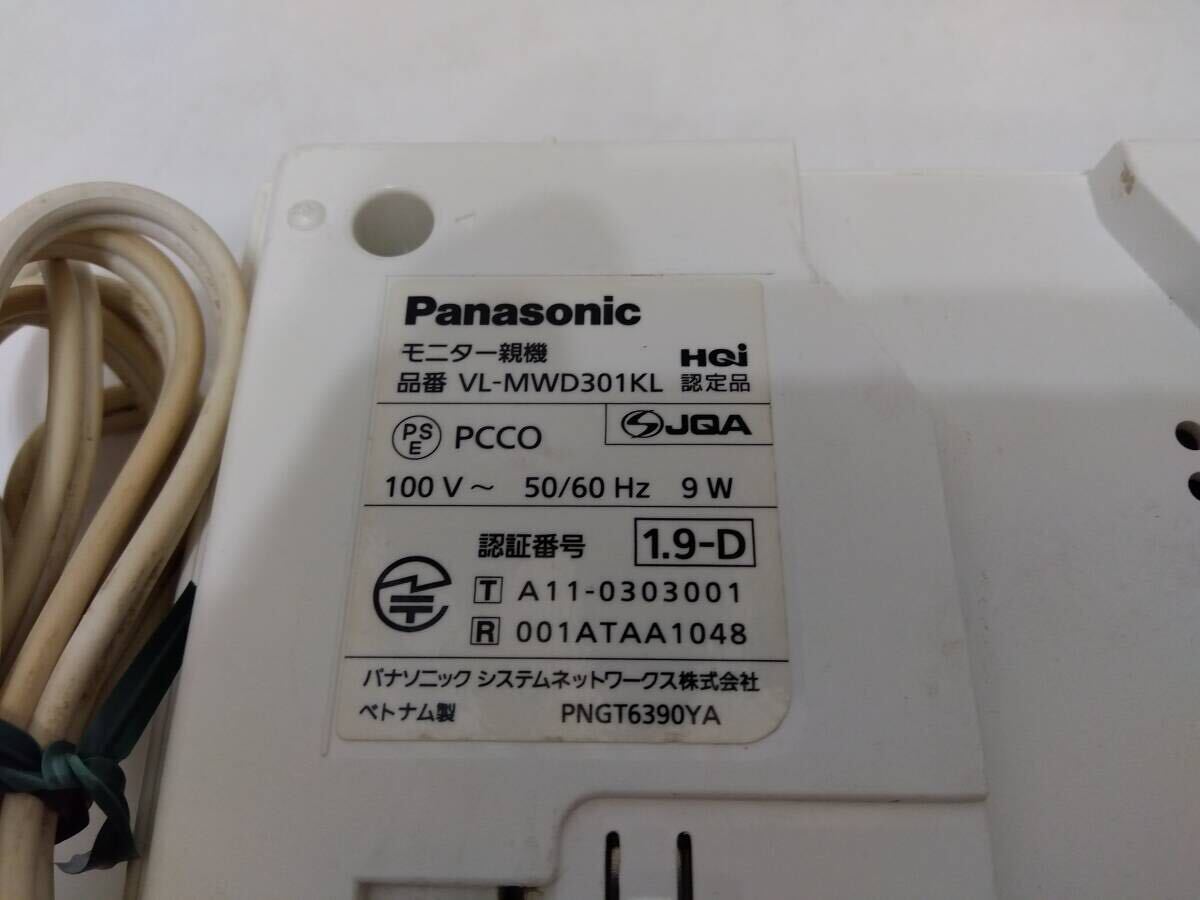 Panasonic
モニター親機
品番 VL-MWD301KL
HQi
認定品
PSE PCCO
JQA
100 V～ 50/60 Hz 9 W
認証番号 1.9-D
T A11-0303001
R 001ATAA1048
パナソニック システムネットワークス株式会社
ベトナム製 PNGT6390YA